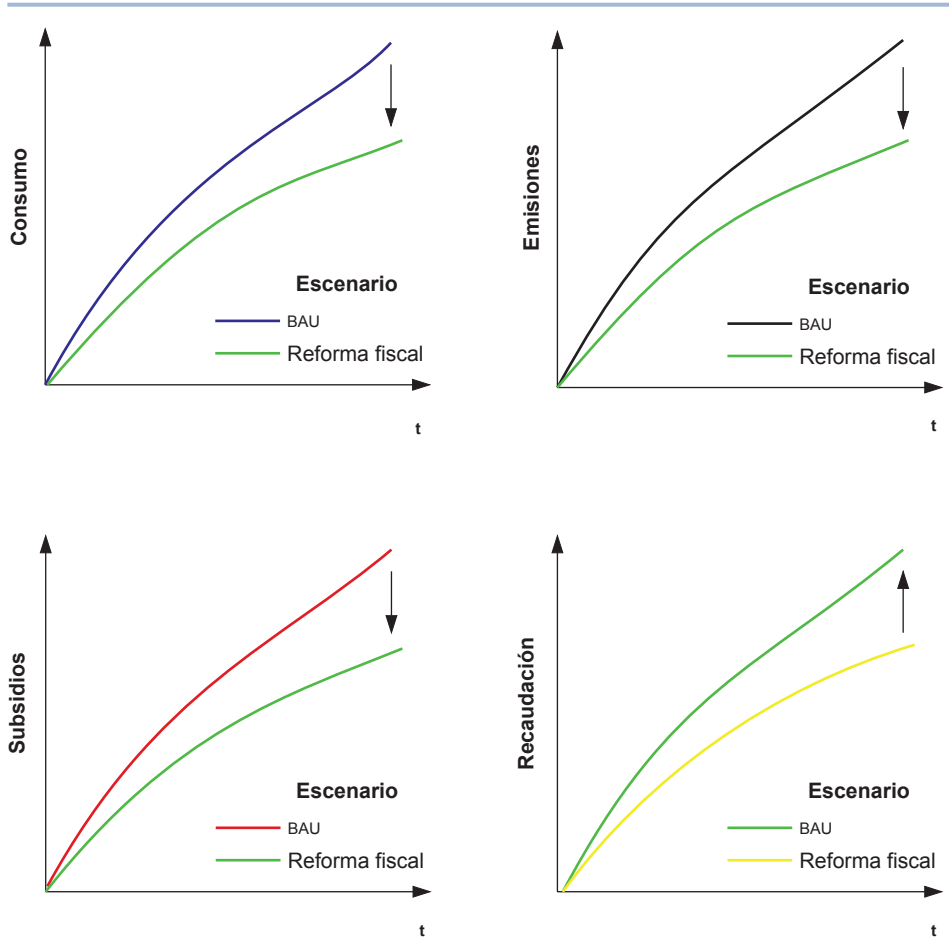 Consumo
Escenario
BAU
Reforma fiscal
t
Emisiones
Escenario
BAU
Reforma fiscal
t
Subsidios
Escenario
BAU
Reforma fiscal
t
Recaudación
Escenario
BAU
Reforma fiscal
t